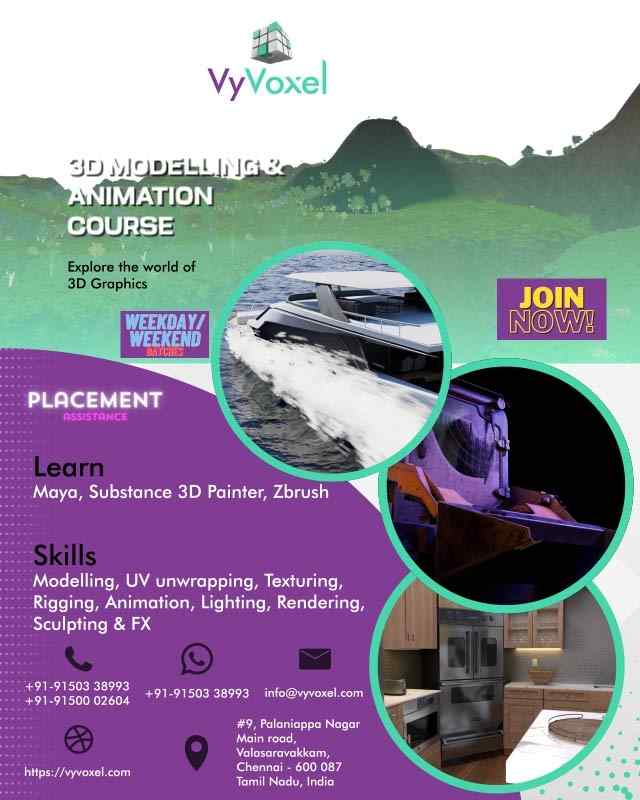 VyVoxel
3D MODELLING &
ANIMATION
COURSE
Explore the world of
3D Graphics
WEEKDAY/
WEEKEND
BATCHES
JOIN
NOW!
PLACEMENT
ASSISTANCE
Learn
Maya, Substance 3D Painter, Zbrush
Skills
Modelling, UV unwrapping, Texturing,
Rigging, Animation, Lighting, Rendering,
Sculpting & FX
+91-91503 38993
+91-91500 02604
+91-91503 38993
info@vyvoxel.com
https://vyvoxel.com
#9, Palaniappa Nagar
Main road,
Valasaravakkam,
Chennai - 600 087
Tamil Nadu, India